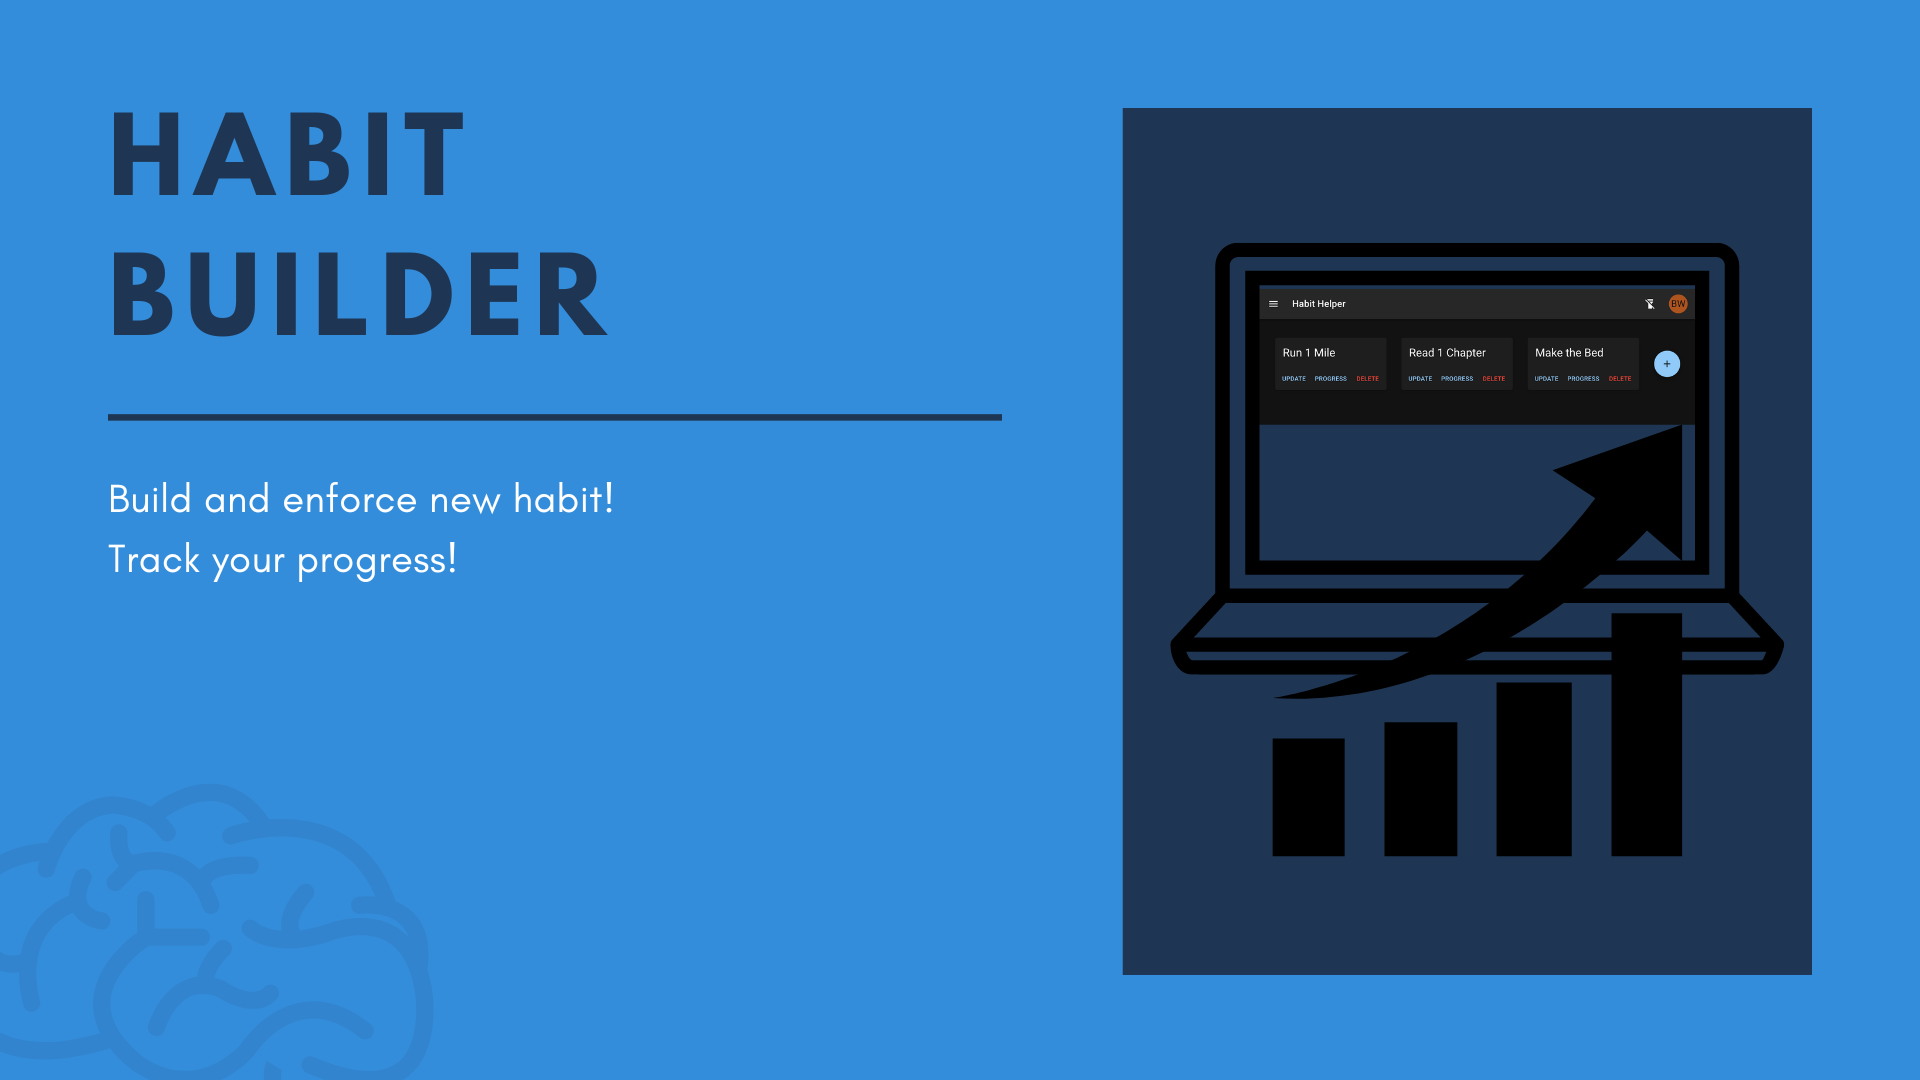 HABIT
BUILDER
Build and enforce new habit!
Track your progress!
Habit Helper
BW
Run 1 Mile
Read 1 Chapter
Make the Bed
+
UPDATE PROGRESS DELETE
UPDATE PROGRESS DELETE
UPDATE PROGRESS DELETE